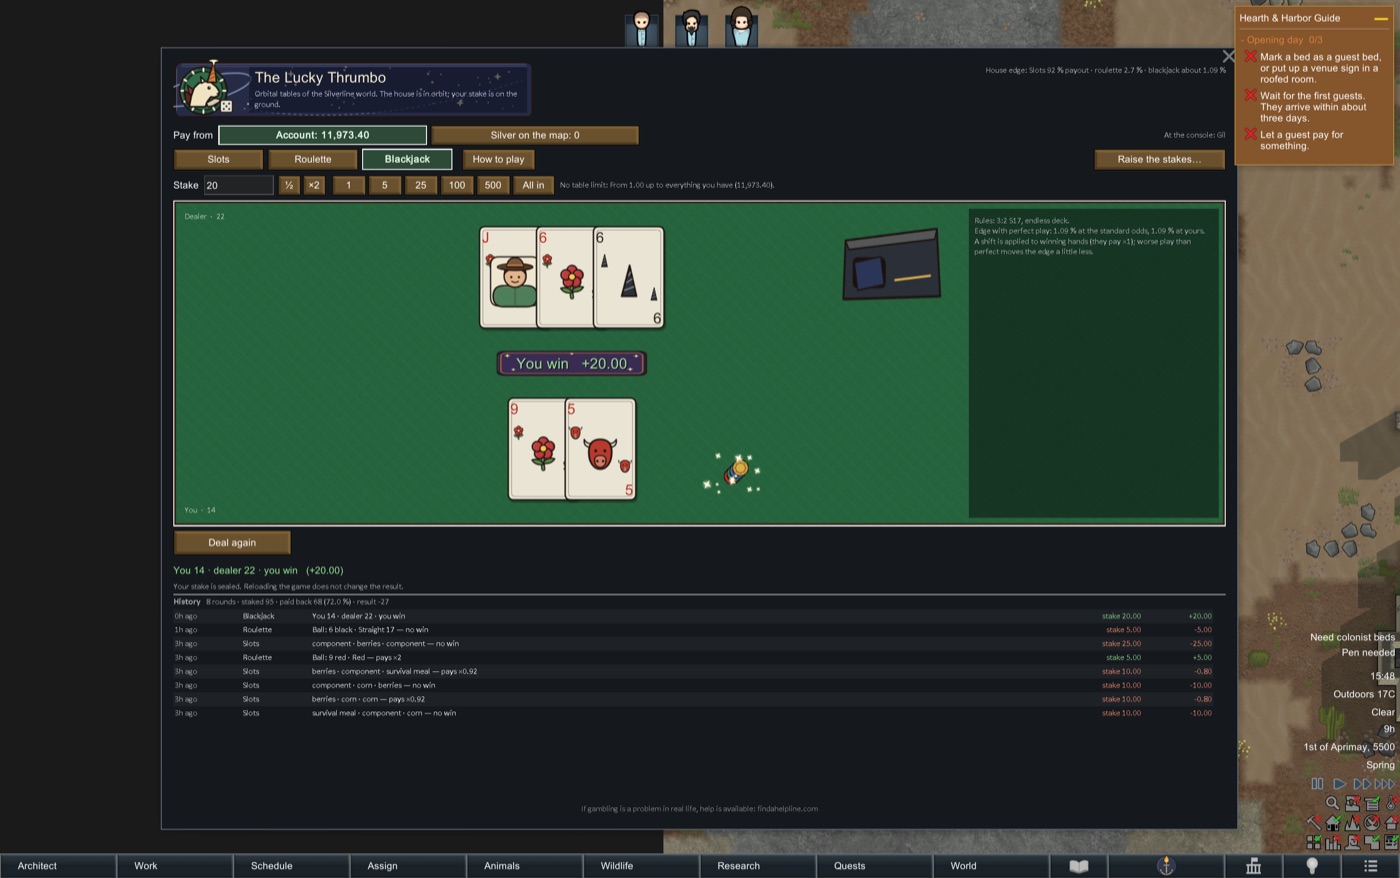 The Lucky Thrumbo
Orbital tables of the Silverline world. The house is in orbit; your stake is on the
ground.
House edge: Slots 92 % payout · roulette 2.7 % · blackjack about 1.09 %
Pay from
Account: 11,973.40
Silver on the map: 0
At the console: Gil
Slots
Roulette
Blackjack
How to play
Raise the stakes...
Stake
20
½
×2
1
5
25
100
500
All in
No table limit: From 1.00 up to everything you have (11,973.40).
Dealer · 22
J
6
6
6
Rules: 3:2 S17, endless deck.
Edge with perfect play: 1.09 % at the standard odds, 1.09 % at yours.
A shift is applied to winning hands (they pay ×1); worse play than
perfect moves the edge a little less.
You win +20.00
9
5
5
You · 14
Deal again
You 14 · dealer 22 · you win (+20.00)
Your stake is sealed. Reloading the game does not change the result.
History 8 rounds · staked 95 · paid back 68 (72.0 %) · result -27
0h ago Blackjack You 14 · dealer 22 · you win stake 20.00 +20.00
1h ago Roulette Ball: 6 black · Straight 17 — no win stake 5.00 -5.00
3h ago Slots component · berries · component — no win stake 25.00 -25.00
3h ago Roulette Ball: 9 red · Red — pays ×2 stake 5.00 +5.00
3h ago Slots berries · component · survival meal — pays ×0.92 stake 10.00 -0.80
3h ago Slots component · corn · berries — no win stake 10.00 -10.00
3h ago Slots berries · corn · corn — pays ×0.92 stake 10.00 -0.80
3h ago Slots survival meal · component · corn — no win stake 10.00 -10.00
If gambling is a problem in real life, help is available: findahelpline.com
Hearth & Harbor Guide
- Opening day 0/3
Mark a bed as a guest bed,
or put up a venue sign in a
roofed room.
Wait for the first guests.
They arrive within about
three days.
Let a guest pay for
something.
Need colonist beds
Pen needed
15:48
Outdoors 17C
Clear
9h
1st of Aprimay, 5500
Spring
Architect
Work
Schedule
Assign
Animals
Wildlife
Research
Quests
World